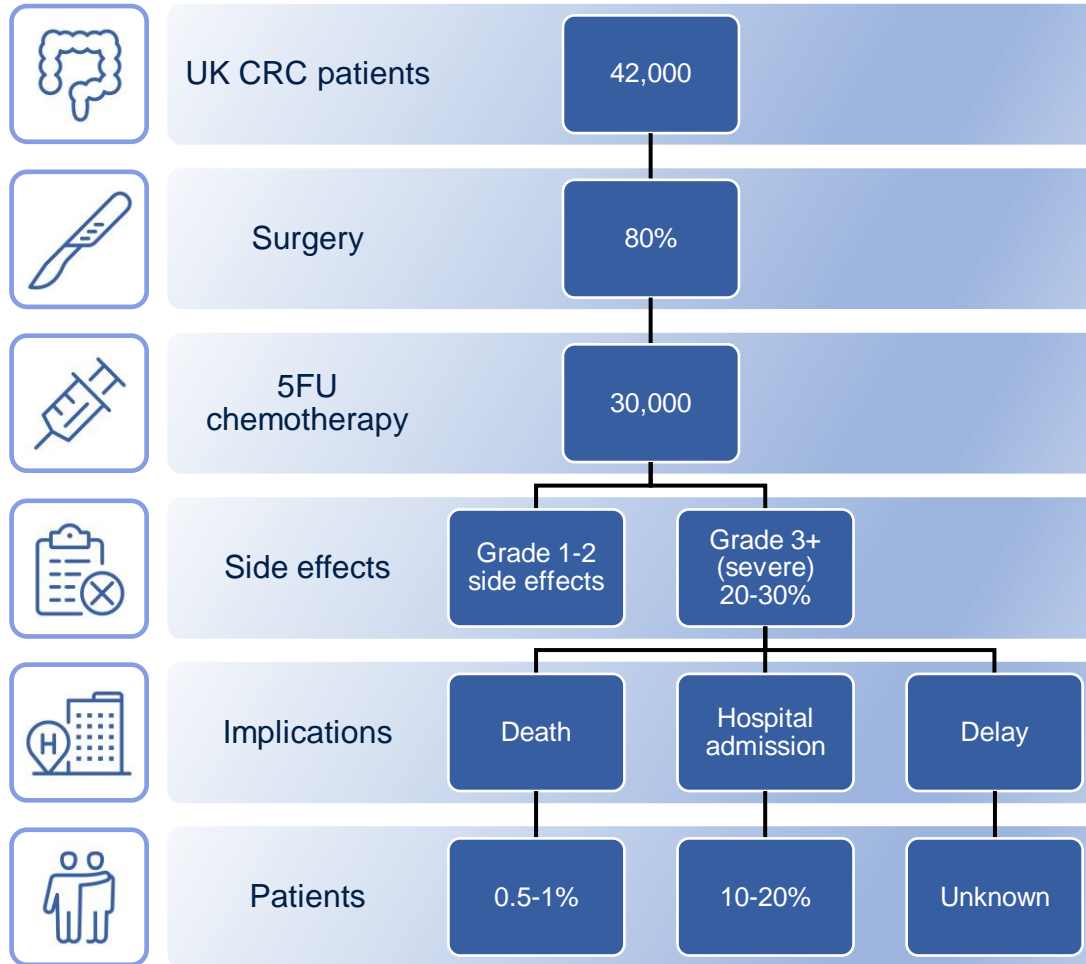 UK CRC patients
42,000
Surgery
80%
5FU
chemotherapy
30,000
Side effects
Grade 1-2
side effects
Grade 3+
(severe)
20-30%
H
Implications
Death
Hospital
admission
Delay
Patients
0.5-1%
10-20%
Unknown